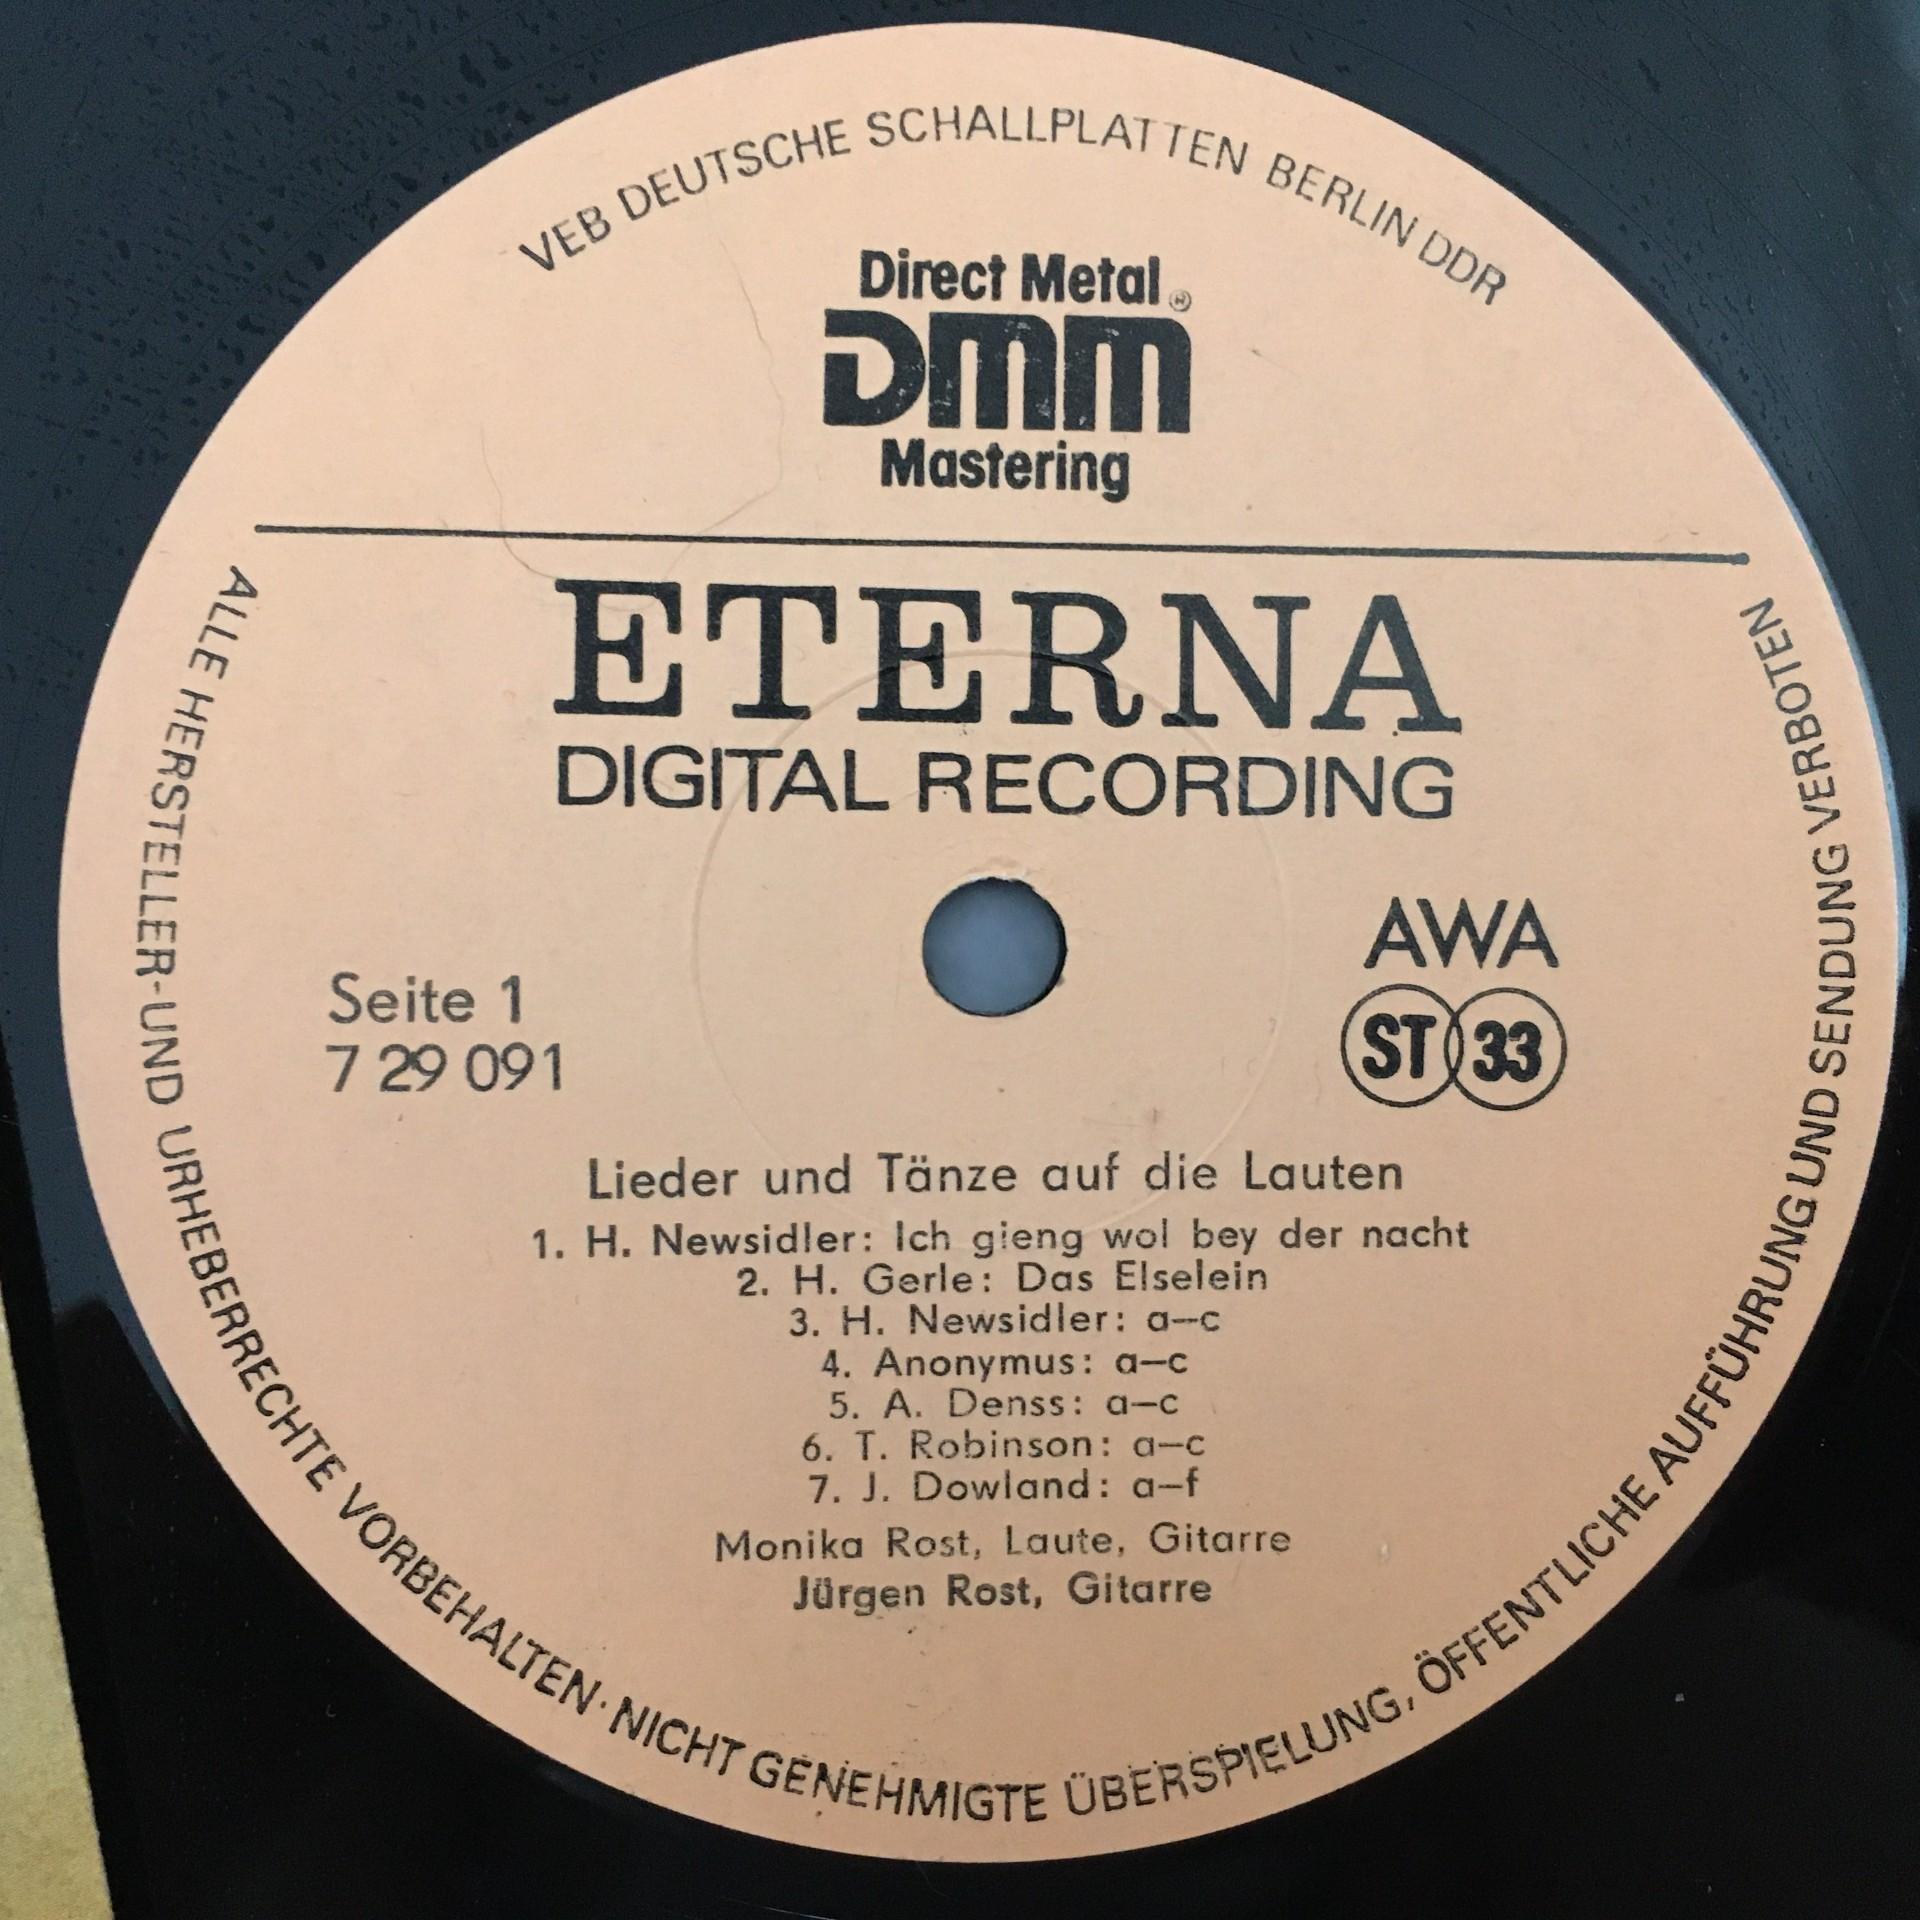 VEB DEUTSCHE SCHALLPLATTEN BERLIN DDR
Direct Metal ®
DMM
Mastering
ETERNA
DIGITAL RECORDING
AWA
Seite 1
ST 33
7 29 091
Lieder und Tänze auf die Lauten
1. H. Newsidler: Ich gieng wol bey der nacht
2. H. Gerle: Das Elselein
3. H. Newsidler: a–c
4. Anonymus: a–c
5. A. Denss: a–c
6. T. Robinson: a–c
7. J. Dowland: a–f
Monika Rost, Laute, Gitarre
Jürgen Rost, Gitarre
ALLE HERSTELLER-UND URHEBERRECHTE VORBEHALTEN· NICHT GENEHMIGTE ÜBERSPIELUNG, ÖFFENTLICHE AUFFÜHRUNG UND SENDUNG VERBOTEN